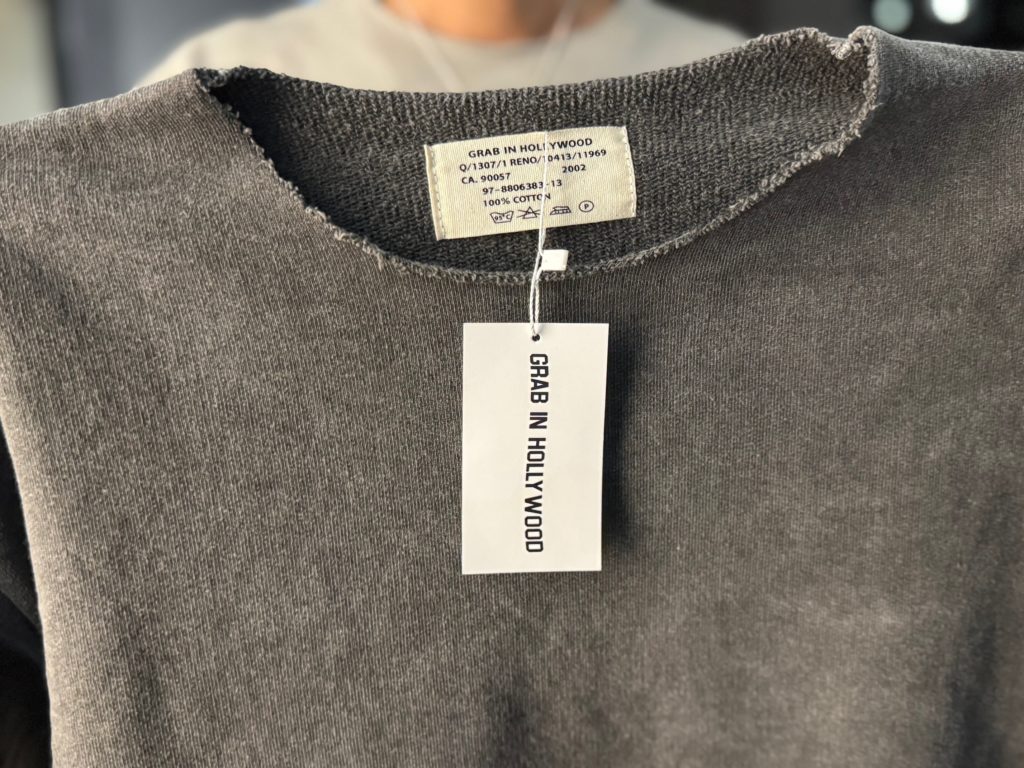 GRAB IN HOLLYWOOD
Q/1307/1 RENO/10413/11969
CA. 90057 2002
97-8806383-13
100% COTTON
95°C P
GRAB IN HOLLYWOOD